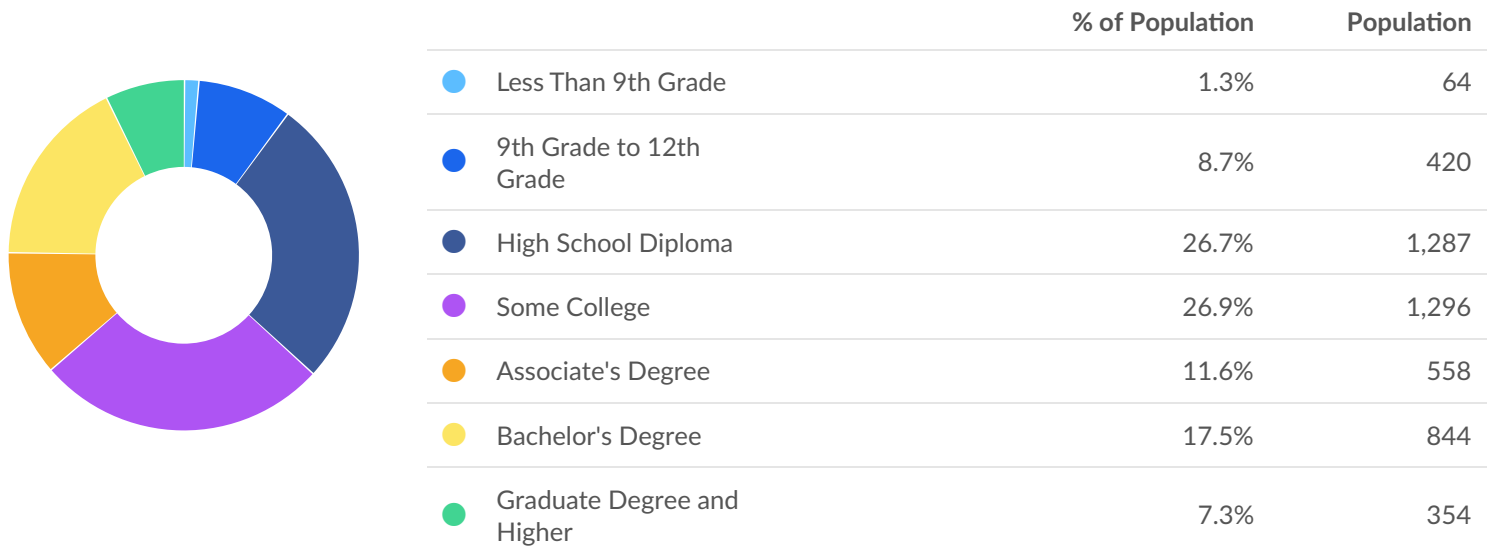 % of Population Population
Less Than 9th Grade 1.3% 64
9th Grade to 12th
Grade 8.7% 420
High School Diploma 26.7% 1,287
Some College 26.9% 1,296
Associate's Degree 11.6% 558
Bachelor's Degree 17.5% 844
Graduate Degree and
Higher 7.3% 354